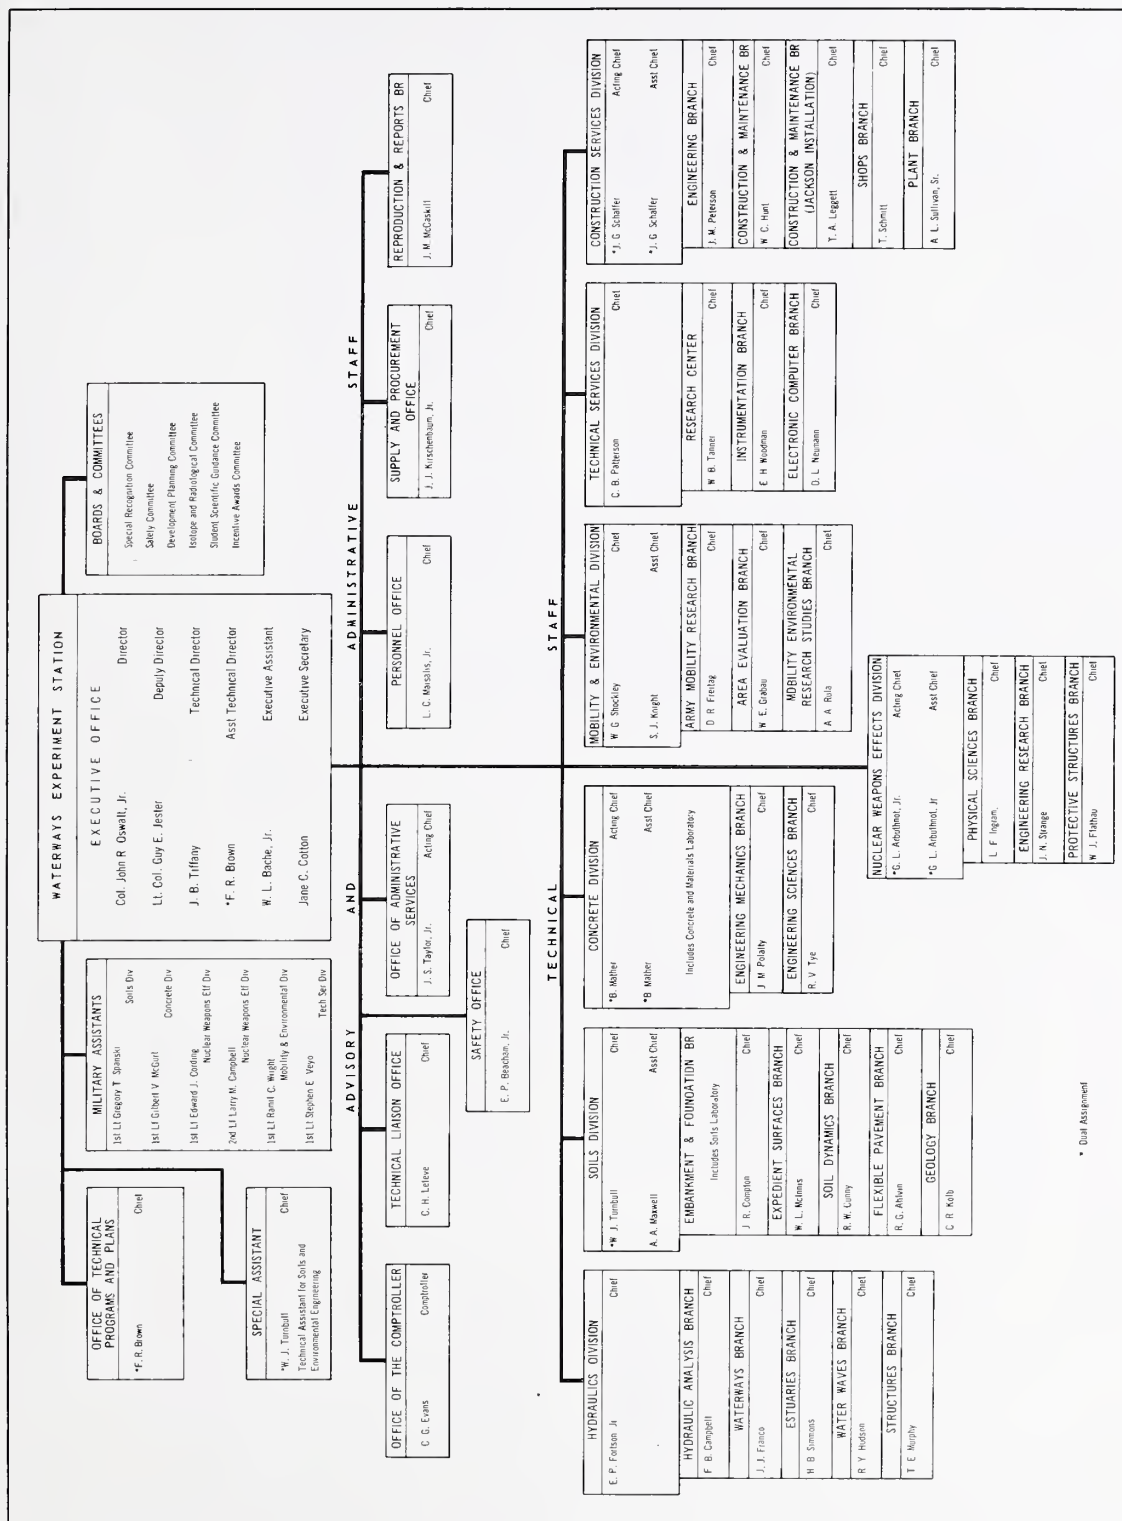 WATERWAYS EXPERIMENT STATION
EXECUTIVE OFFICE
Col. John R Oswalt, Jr. Director
Lt. Col. Guy E. Jester Deputy Director
J. B. Tiffany Technical Director
*F. R. Brown Asst Technical Director
W. L. Bache, Jr. Executive Assistant
Jane C. Cotton Executive Secretary
OFFICE OF TECHNICAL
PROGRAMS AND PLANS
*F. R. Brown Chief
SPECIAL ASSISTANT
*W. J. Turnbull Chief
Technical Assistant for Soils and
Environmental Engineering
MILITARY ASSISTANTS
1st Lt Gregory T Spanski
Soils Div
1st Lt Gilbert V McGurl
Concrete Div
1st Lt Edward J. Cording
Nuclear Weapons Eff Div
2nd Lt Larry M. Campbell
Nuclear Weapons Eff Div
1st Lt Ramil C. Wright
Mobility & Environmental Div
1st Lt Stephen E. Veyo
Tech Ser Div
BOARDS & COMMITTEES
Special Recognition Committee
Safety Committee
Development Planning Committee
Isotope and Radiological Committee
Student Scientific Guidance Committee
Incentive Awards Committee
ADVISORY AND ADMINISTRATIVE STAFF
OFFICE OF THE COMPTROLLER
C G. Evans Comptroller
TECHNICAL LIAISON OFFICE
C. H. Leteve Chief
SAFETY OFFICE
E. P. Beacham, Jr. Chief
OFFICE OF ADMINISTRATIVE
SERVICES
J. S. Taylor, Jr. Acting Chief
PERSONNEL OFFICE
L. C. Marsalis, Jr. Chief
SUPPLY AND PROCUREMENT
OFFICE
J. J. Kirschenbaum, Jr. Chief
REPRODUCTION & REPORTS BR
J. M. McCaskill Chief
TECHNICAL STAFF
HYDRAULICS DIVISION
E. P. Fortson Jr Chief
HYDRAULIC ANALYSIS BRANCH
F B. Campbell Chief
WATERWAYS BRANCH
J. J. Franco Chief
ESTUARIES BRANCH
H B Simmons Chief
WATER WAVES BRANCH
R Y Hudson Chief
STRUCTURES BRANCH
T E Murphy Chief
SOILS DIVISION
*W J. Turnbull Chief
A. A. Maxwell Asst Chief
EMBANKMENT & FOUNDATION BR
Includes Soils Laboratory
J R. Compton Chief
EXPEDIENT SURFACES BRANCH
W. L. McInnis Chief
SOIL DYNAMICS BRANCH
R. W. Cunny Chief
FLEXIBLE PAVEMENT BRANCH
R. G. Ahlvin Chief
GEOLOGY BRANCH
C R. Kolb Chief
CONCRETE DIVISION
*B. Mather Acting Chief
*B Mather Asst Chief
Includes Concrete and Materials Laboratory
ENGINEERING MECHANICS BRANCH
J M Polatty Chief
ENGINEERING SCIENCES BRANCH
R. V Tye Chief
MOBILITY & ENVIRONMENTAL DIVISION
W G Shockley Chief
S. J. Knight Asst Chief
ARMY MOBILITY RESEARCH BRANCH
D R Freitag Chief
AREA EVALUATION BRANCH
W E. Grabau Chief
MOBILITY ENVIRONMENTAL
RESEARCH STUDIES BRANCH
A A Rula Chief
TECHNICAL SERVICES DIVISION
C. B. Patterson Chief
RESEARCH CENTER
W B. Tanner Chief
INSTRUMENTATION BRANCH
E H Woodman Chief
ELECTRONIC COMPUTER BRANCH
D. L Neumann Chief
CONSTRUCTION SERVICES DIVISION
*J. G Schaffer Acting Chief
*J. G Schaffer Asst Chief
ENGINEERING BRANCH
J. M. Peterson Chief
CONSTRUCTION & MAINTENANCE BR
W C. Hunt Chief
CONSTRUCTION & MAINTENANCE BR
(JACKSON INSTALLATION)
T. A. Leggett Chief
SHOPS BRANCH
T. Schmitt Chief
PLANT BRANCH
A L. Sullivan, Sr. Chief
NUCLEAR WEAPONS EFFECTS DIVISION
*G. L. Arbuthnot, Jr. Acting Chief
*G L. Arbuthnot, Jr Asst Chief
PHYSICAL SCIENCES BRANCH
L F Ingram, Chief
ENGINEERING RESEARCH BRANCH
J. N. Strange Chief
PROTECTIVE STRUCTURES BRANCH
W J. Flathau Chief
* Dual Assignment